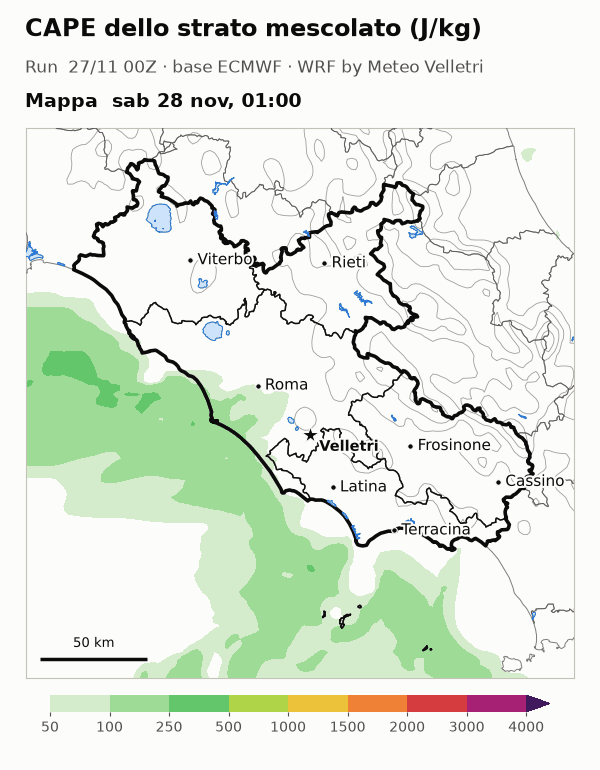 CAPE dello strato mescolato (J/kg)
Run  27/11 00Z · base ECMWF · WRF by Meteo Velletri
Mappa  sab 28 nov, 01:00
Viterbo
Rieti
Roma
Velletri
Frosinone
Latina
Cassino
Terracina
50 km
50 100 250 500 1000 1500 2000 3000 4000